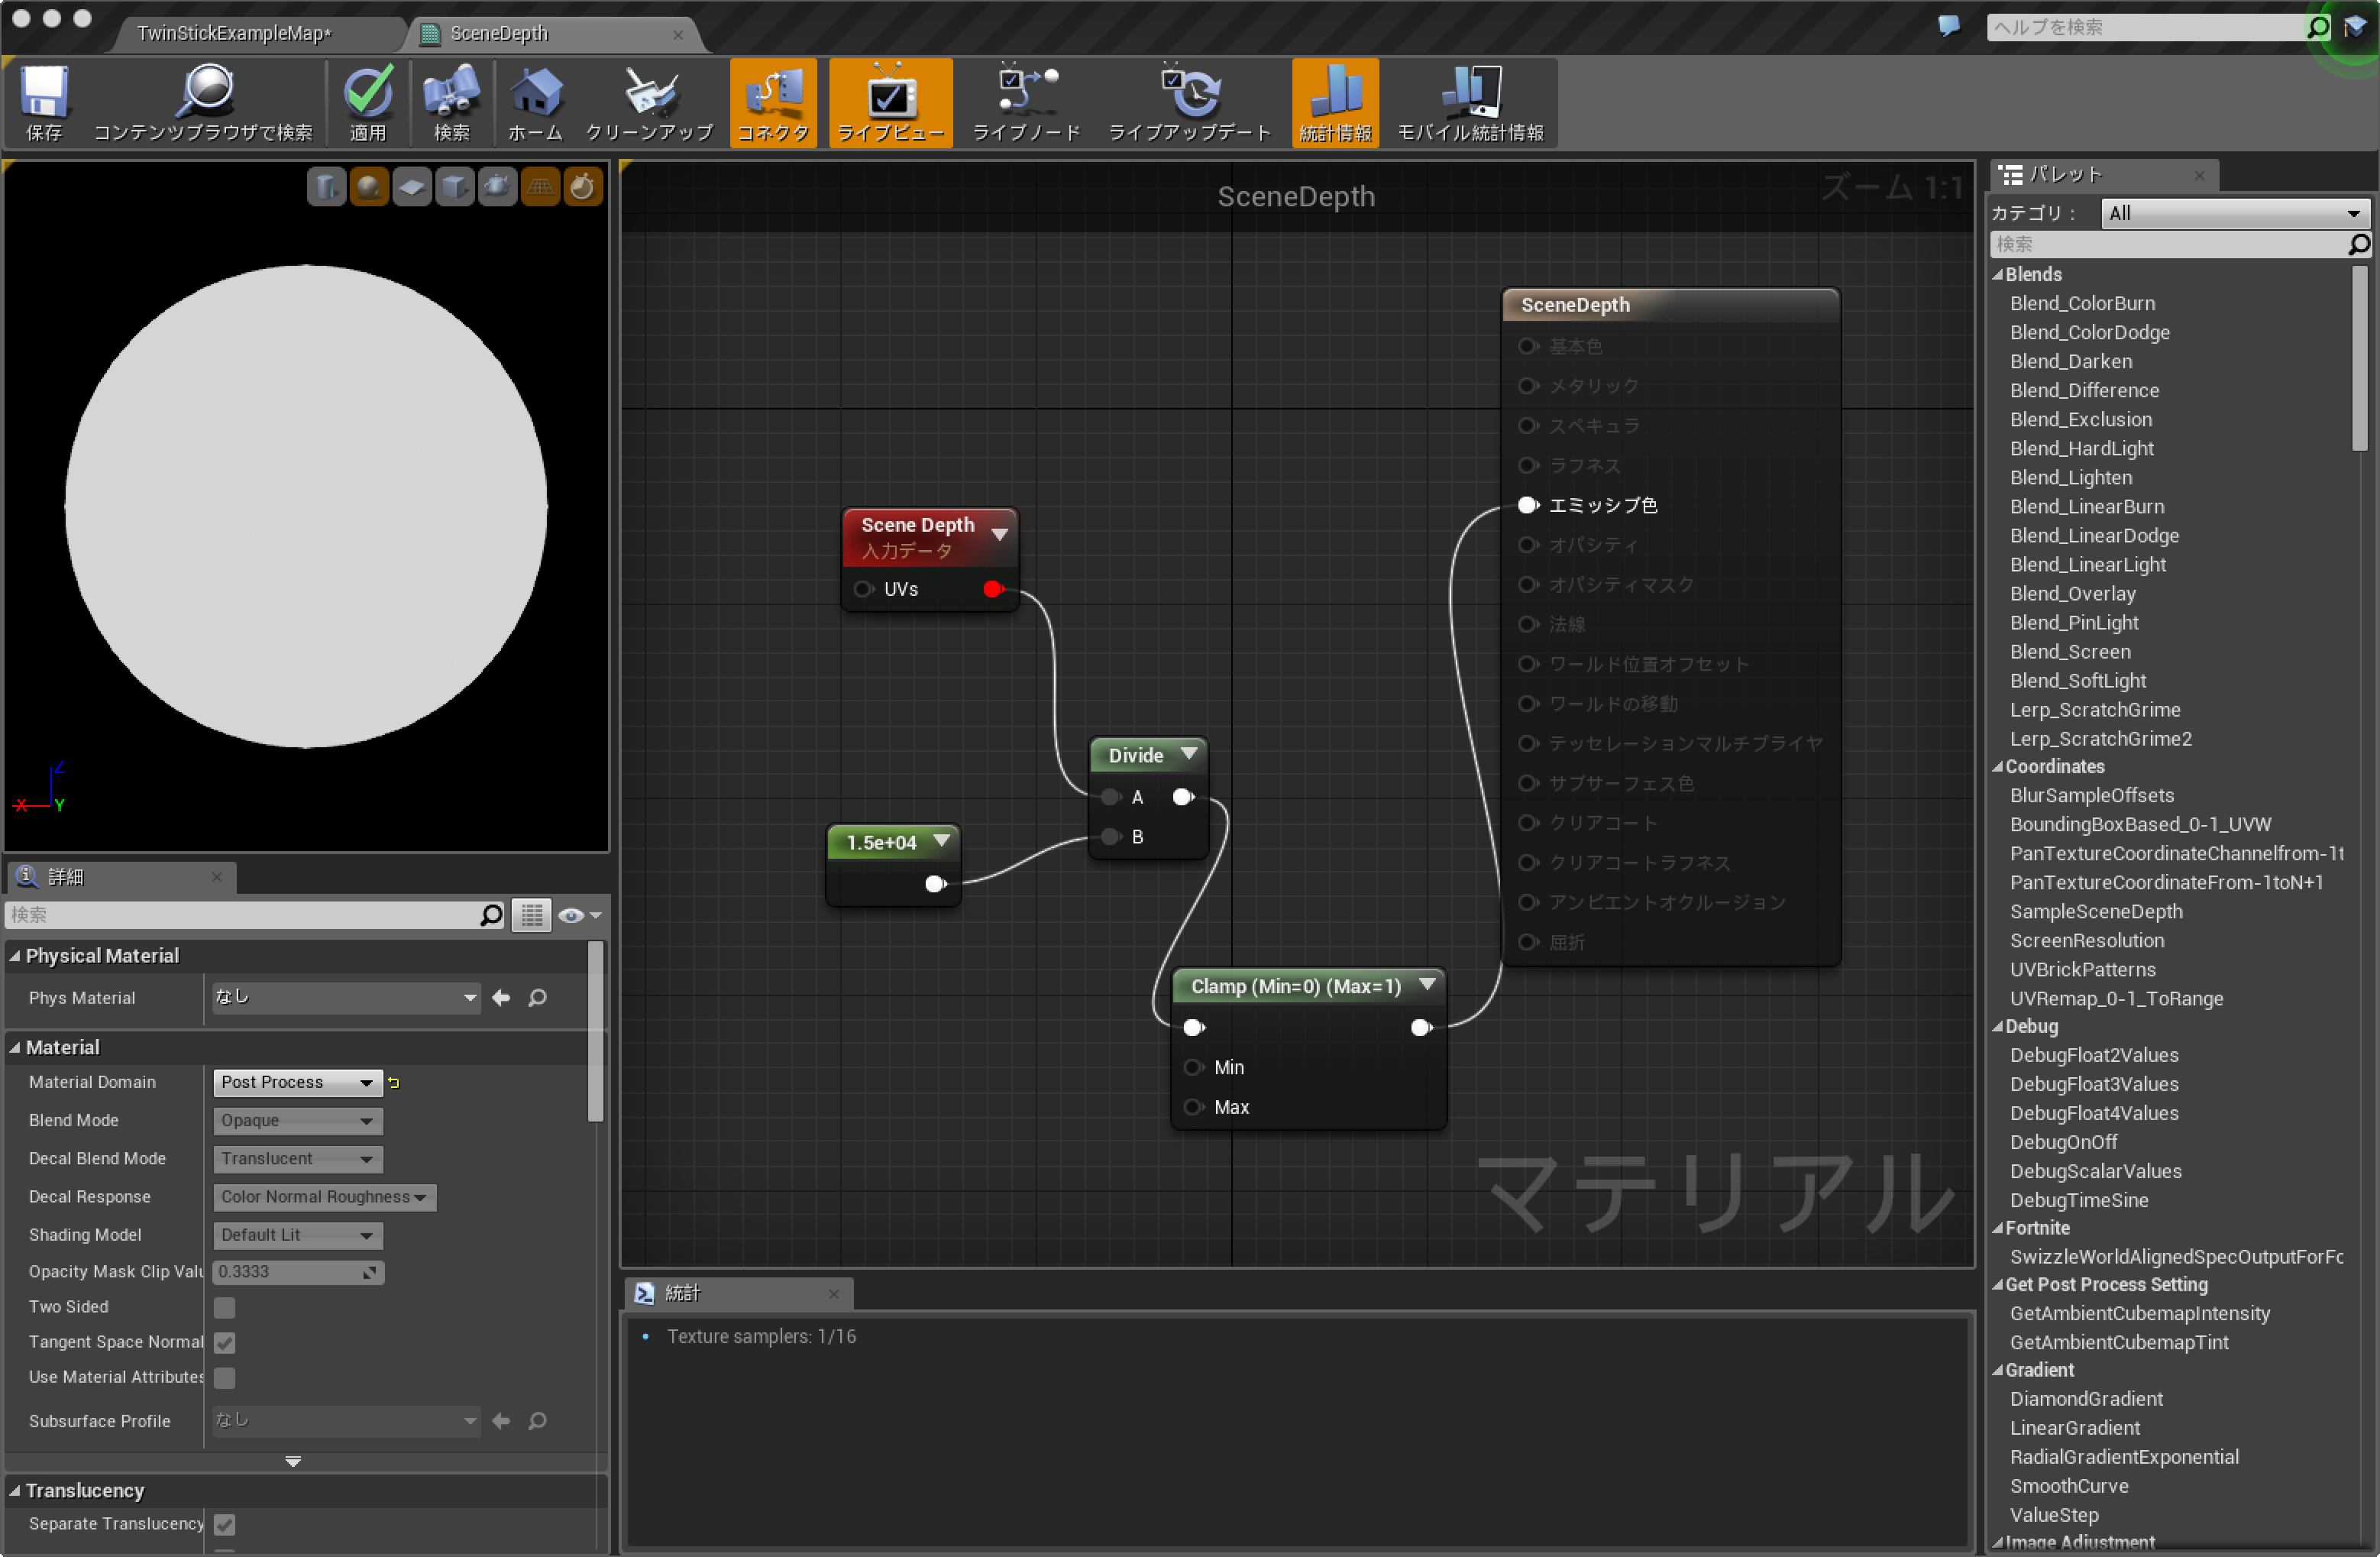 TwinStickExampleMap*
SceneDepth
ヘルプを検索
保存
コンテンツブラウザで検索
適用
検索
ホーム
クリーンアップ
コネクタ
ライブビュー
ライブノード
ライブアップデート
統計情報
モバイル統計情報
SceneDepth
ズーム 1:1
Z
X
Y
Scene Depth
入力データ
UVs
1.5e+04
Divide
A
B
Clamp (Min=0) (Max=1)
Min
Max
SceneDepth
基本色
メタリック
スペキュラ
ラフネス
エミッシブ色
オパシティ
オパシティマスク
法線
ワールド位置オフセット
ワールドの移動
テッセレーションマルチプライヤ
サブサーフェス色
クリアコート
クリアコートラフネス
アンビエントオクルージョン
屈折
マテリアル
詳細
検索
Physical Material
Phys Material なし
Material
Material Domain Post Process
Blend Mode Opaque
Decal Blend Mode Translucent
Decal Response Color Normal Roughness
Shading Model Default Lit
Opacity Mask Clip Valu 0.3333
Two Sided
Tangent Space Normal
Use Material Attributes
Subsurface Profile なし
Translucency
Separate Translucency
統計
Texture samplers: 1/16
パレット
カテゴリ： All
検索
Blends
Blend_ColorBurn
Blend_ColorDodge
Blend_Darken
Blend_Difference
Blend_Exclusion
Blend_HardLight
Blend_Lighten
Blend_LinearBurn
Blend_LinearDodge
Blend_LinearLight
Blend_Overlay
Blend_PinLight
Blend_Screen
Blend_SoftLight
Lerp_ScratchGrime
Lerp_ScratchGrime2
Coordinates
BlurSampleOffsets
BoundingBoxBased_0-1_UVW
PanTextureCoordinateChannelfrom-1t
PanTextureCoordinateFrom-1toN+1
SampleSceneDepth
ScreenResolution
UVBrickPatterns
UVRemap_0-1_ToRange
Debug
DebugFloat2Values
DebugFloat3Values
DebugFloat4Values
DebugOnOff
DebugScalarValues
DebugTimeSine
Fortnite
SwizzleWorldAlignedSpecOutputForFo
Get Post Process Setting
GetAmbientCubemapIntensity
GetAmbientCubemapTint
Gradient
DiamondGradient
LinearGradient
RadialGradientExponential
SmoothCurve
ValueStep
Image Adjustment